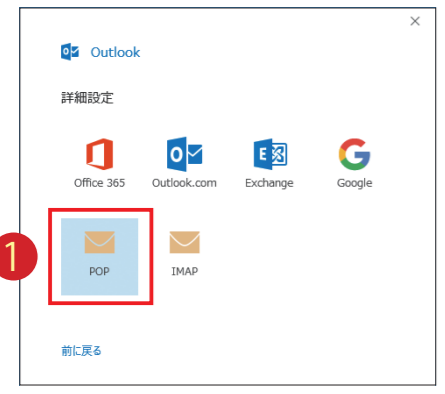 Outlook
詳細設定
Office 365 Outlook.com Exchange Google
1
POP IMAP
前に戻る